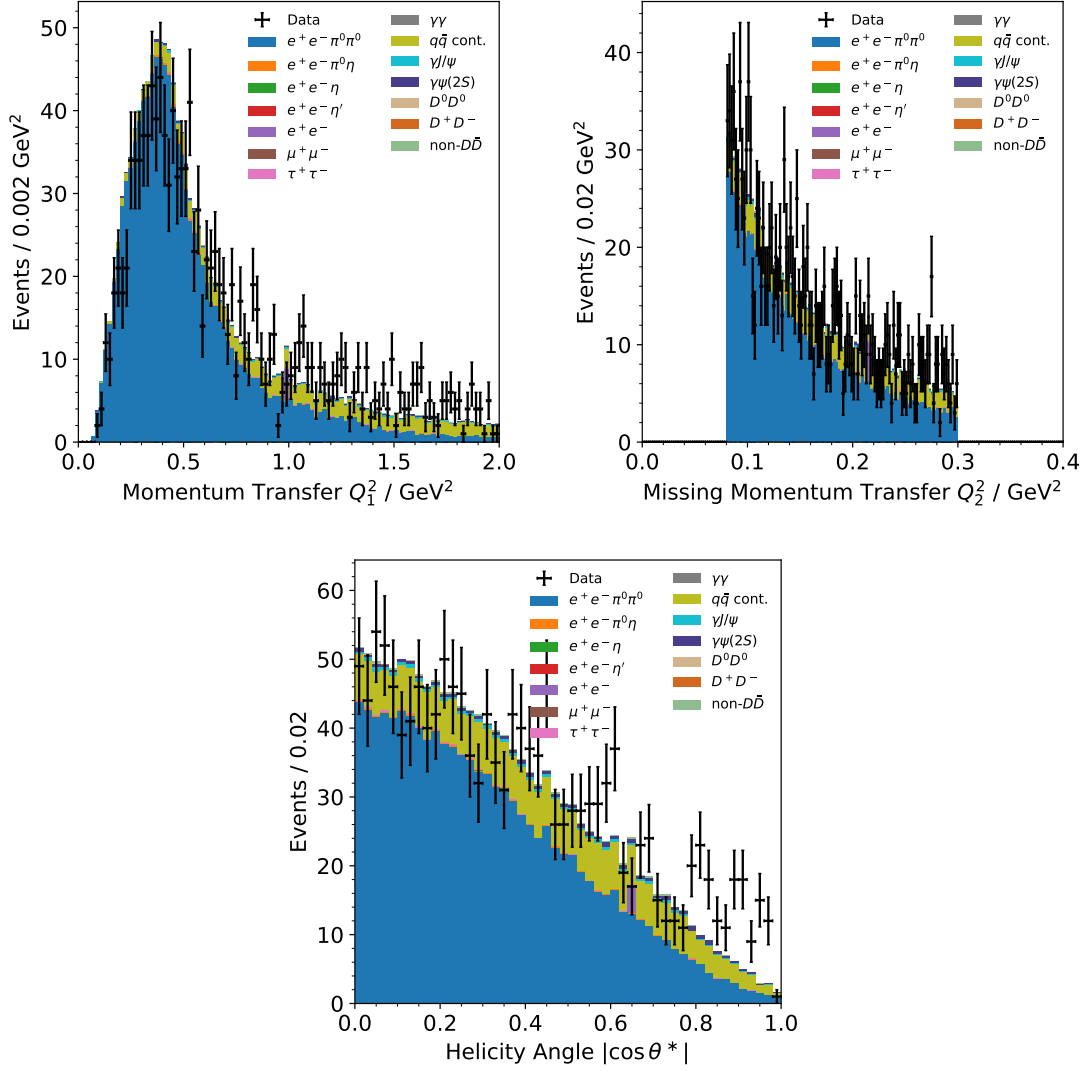 Events / 0.002 GeV²
50
40
30
20
10
0
Data
e⁺e⁻π⁰π⁰
e⁺e⁻π⁰η
e⁺e⁻η
e⁺e⁻η′
e⁺e⁻
μ⁺μ⁻
τ⁺τ⁻
γγ
qq̄ cont.
γJ/ψ
γψ(2S)
D⁰D⁰
D⁺D⁻
non-DD̄
0.0 0.5 1.0 1.5 2.0
Momentum Transfer Q₁² / GeV²
Events / 0.02 GeV²
40
30
20
10
0
Data
e⁺e⁻π⁰π⁰
e⁺e⁻π⁰η
e⁺e⁻η
e⁺e⁻η′
e⁺e⁻
μ⁺μ⁻
τ⁺τ⁻
γγ
qq̄ cont.
γJ/ψ
γψ(2S)
D⁰D⁰
D⁺D⁻
non-DD̄
0.0 0.1 0.2 0.3 0.4
Missing Momentum Transfer Q₂² / GeV²
Events / 0.02
60
50
40
30
20
10
0
Data
e⁺e⁻π⁰π⁰
e⁺e⁻π⁰η
e⁺e⁻η
e⁺e⁻η′
e⁺e⁻
μ⁺μ⁻
τ⁺τ⁻
γγ
qq̄ cont.
γJ/ψ
γψ(2S)
D⁰D⁰
D⁺D⁻
non-DD̄
0.0 0.2 0.4 0.6 0.8 1.0
Helicity Angle |cos θ*|